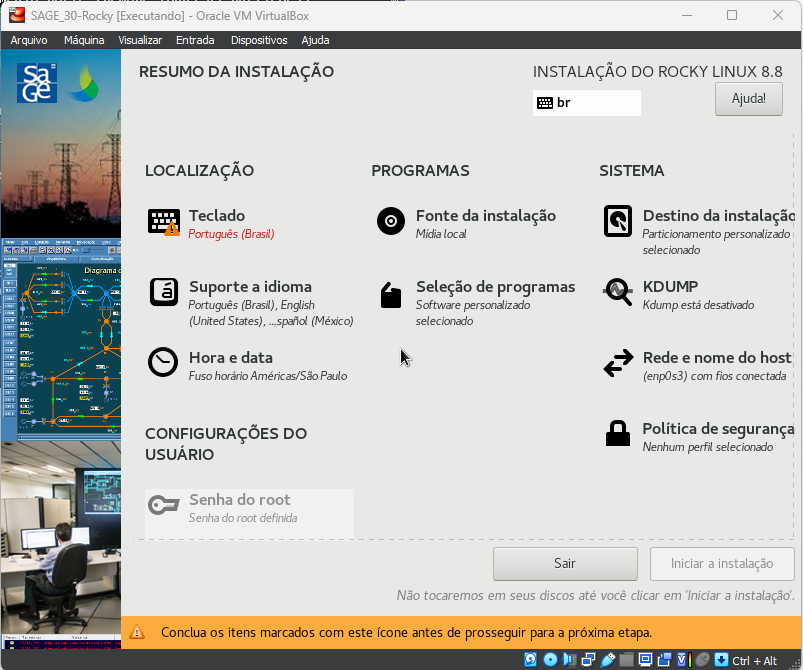 SAGE_30-Rocky [Executando] - Oracle VM VirtualBox
Arquivo Máquina Visualizar Entrada Dispositivos Ajuda
SaGe
RESUMO DA INSTALAÇÃO
INSTALAÇÃO DO ROCKY LINUX 8.8
br
Ajuda!
LOCALIZAÇÃO
Teclado
Português (Brasil)
Suporte a idioma
Português (Brasil), English
(United States), ...spañol (México)
Hora e data
Fuso horário Américas/São Paulo
PROGRAMAS
Fonte da instalação
Mídia local
Seleção de programas
Software personalizado
selecionado
SISTEMA
Destino da instalação
Particionamento personalizado
selecionado
KDUMP
Kdump está desativado
Rede e nome do host
(enp0s3) com fios conectada
Política de segurança
Nenhum perfil selecionado
CONFIGURAÇÕES DO
USUÁRIO
Senha do root
Senha do root definida
Diagrama
Sair
Iniciar a instalação
Não tocaremos em seus discos até você clicar em 'Iniciar a instalação'.
Conclua os itens marcados com este ícone antes de prosseguir para a próxima etapa.
Ctrl + Alt